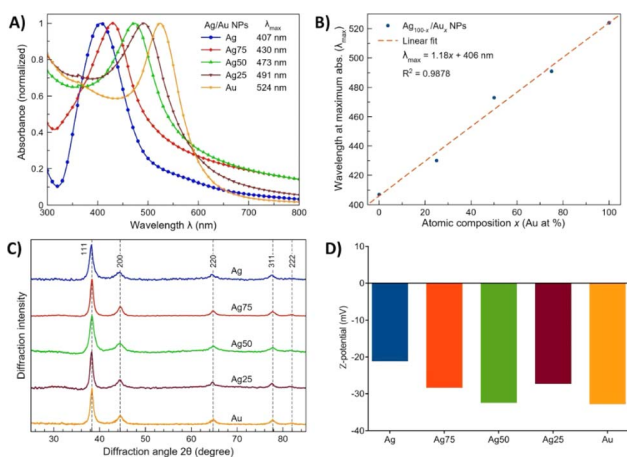 A)
Absorbance (normalized)
1
0.8
0.6
0.4
0.2
0
300 400 500 600 700 800
Wavelength λ (nm)
Ag/Au NPs λmax
Ag 407 nm
Ag75 430 nm
Ag50 473 nm
Ag25 491 nm
Au 524 nm
B)
Wavelength at maximum abs. (λmax)
540
520
500
480
460
440
420
400
0 20 40 60 80 100
Atomic composition x (Au at %)
Ag100-x/Aux NPs
Linear fit
λmax = 1.18x + 406 nm
R² = 0.9878
C)
Diffraction intensity
111 200 220 311 222
Ag
Ag75
Ag50
Ag25
Au
30 40 50 60 70 80
Diffraction angle 2θ (degree)
D)
Z-potential (mV)
10
0
-10
-20
-30
-40
Ag Ag75 Ag50 Ag25 Au